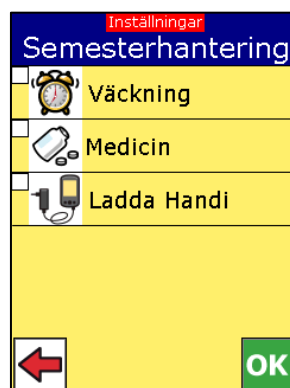 Inställningar
Semesterhantering
Väckning
Medicin
Ladda Handi
OK